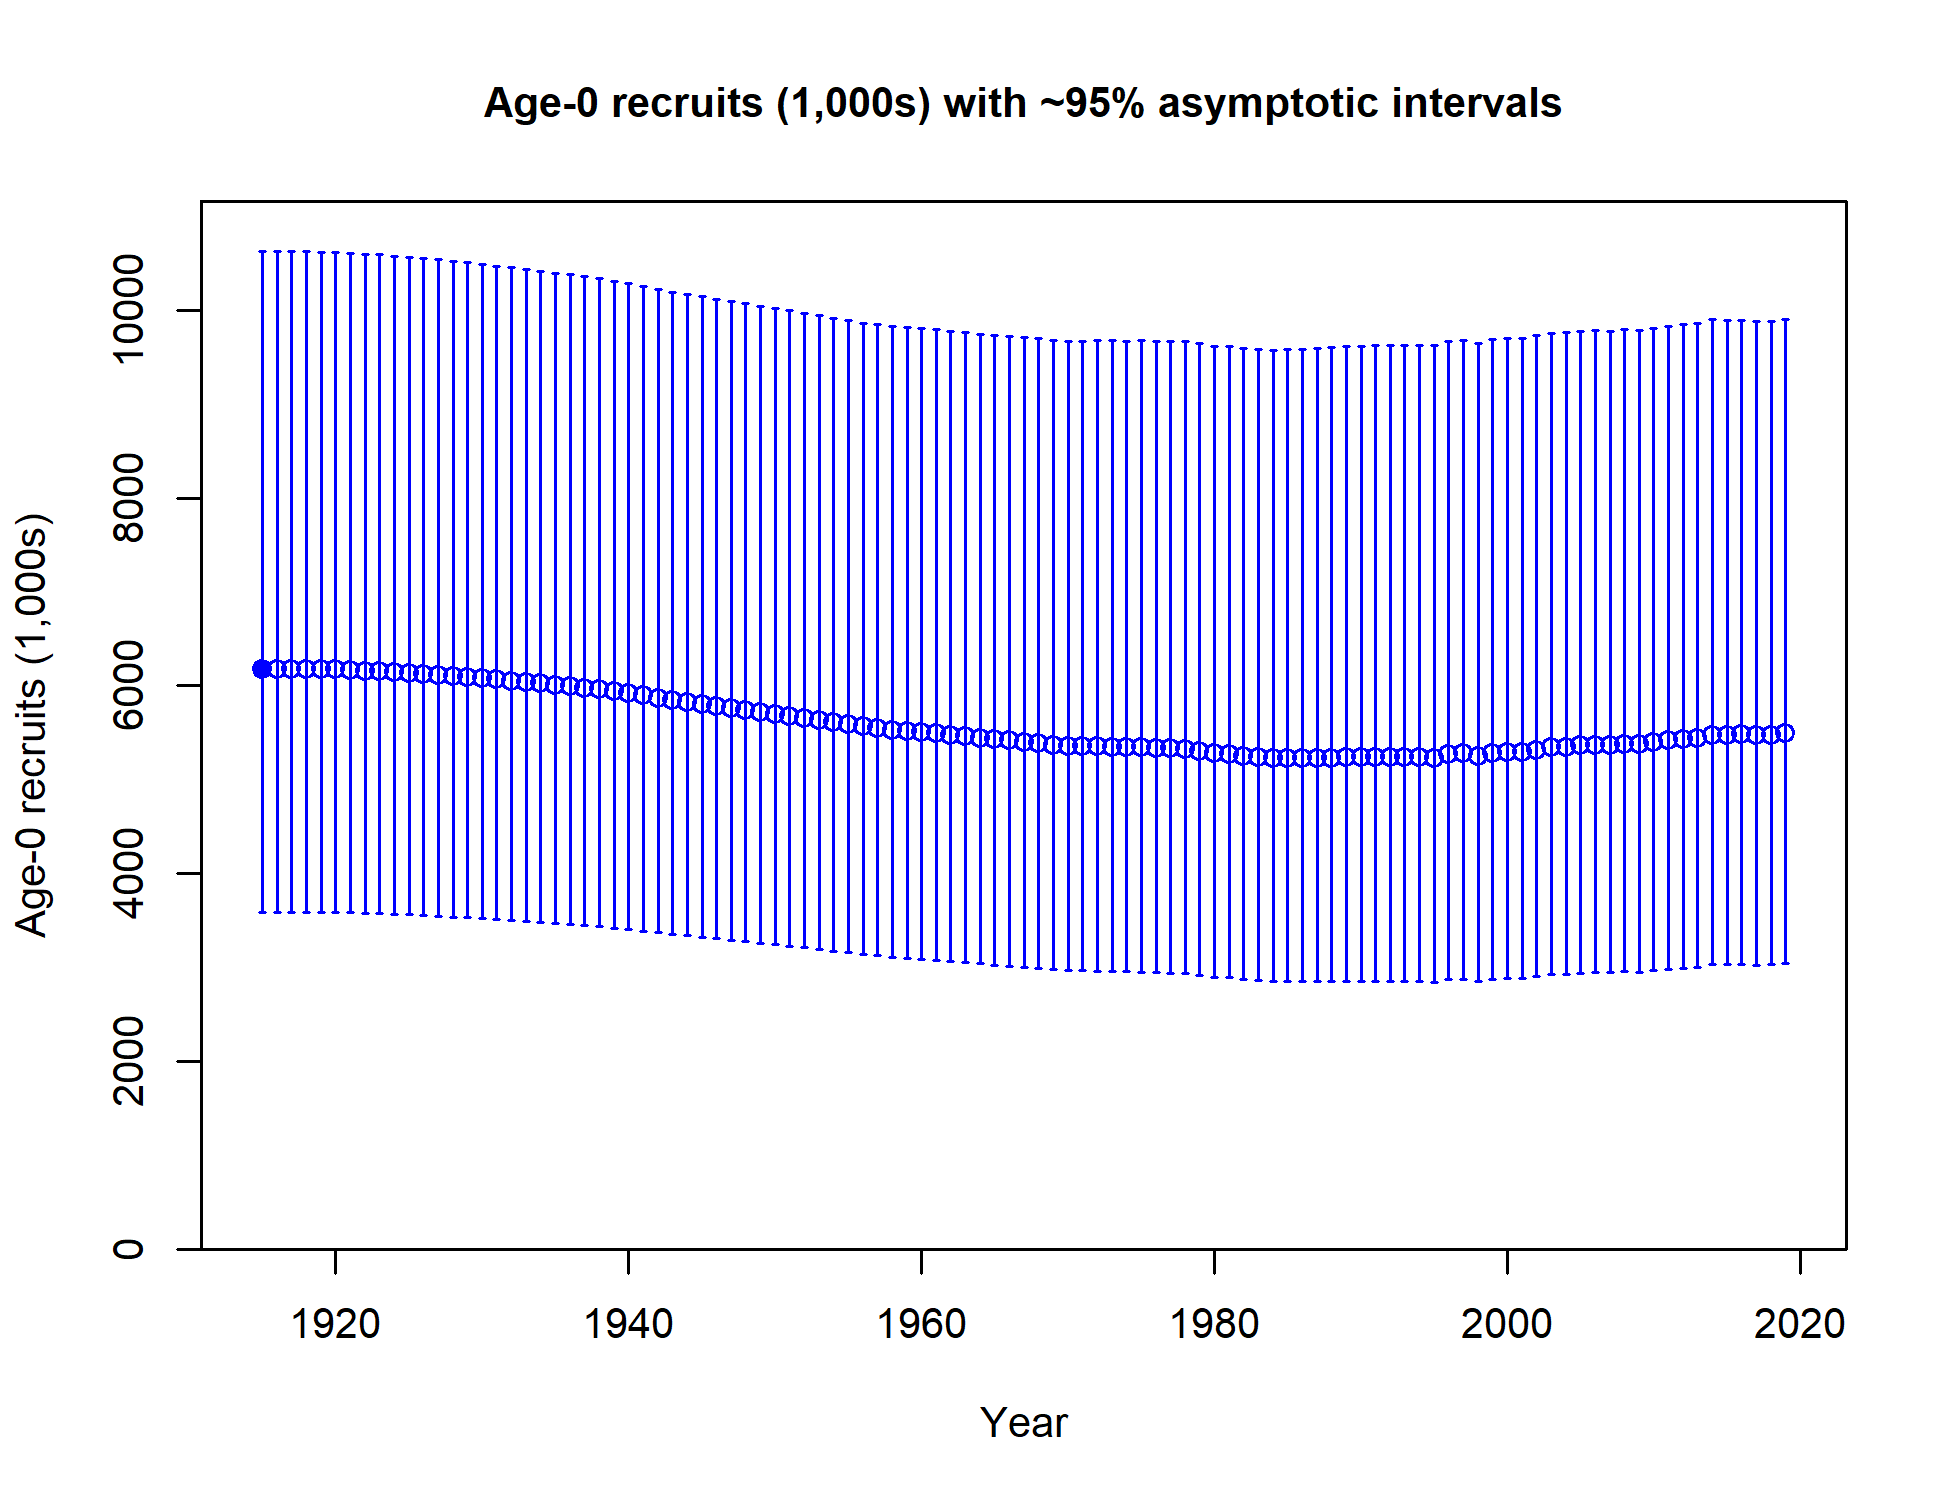 Age-0 recruits (1,000s) with ~95% asymptotic intervals
Age-0 recruits (1,000s)
10000
8000
6000
4000
2000
0
1920 1940 1960 1980 2000 2020
Year